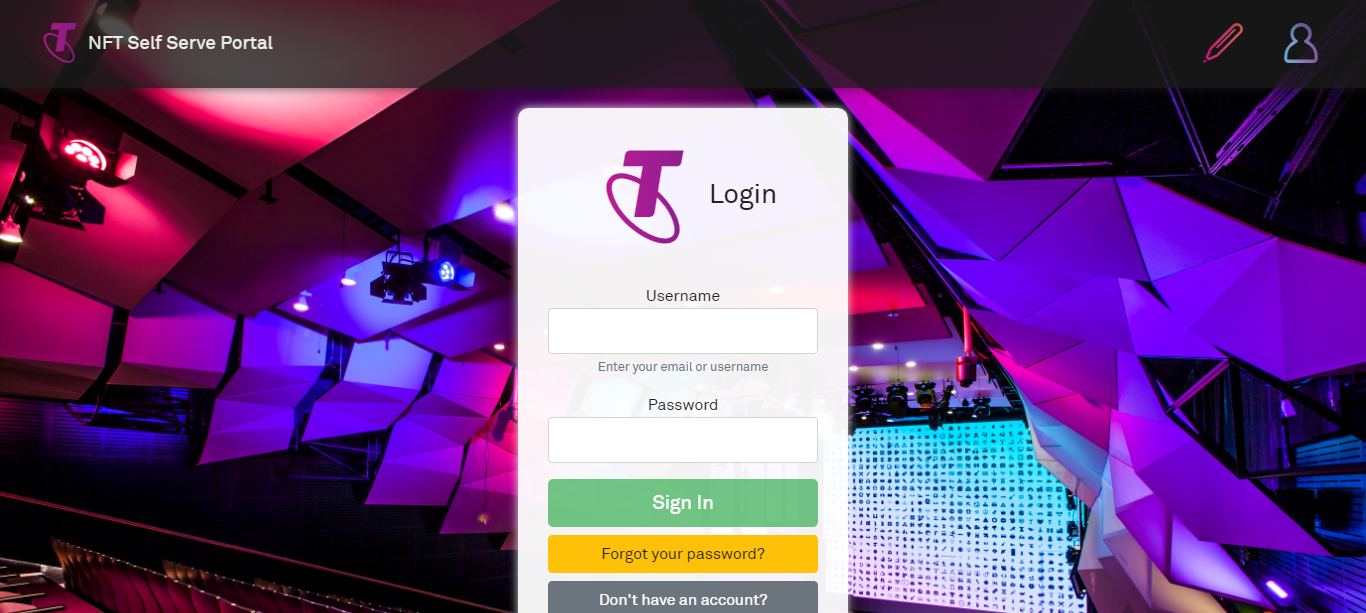 NFT Self Serve Portal
Login
Username
Enter your email or username
Password
Sign In
Forgot your password?
Don't have an account?